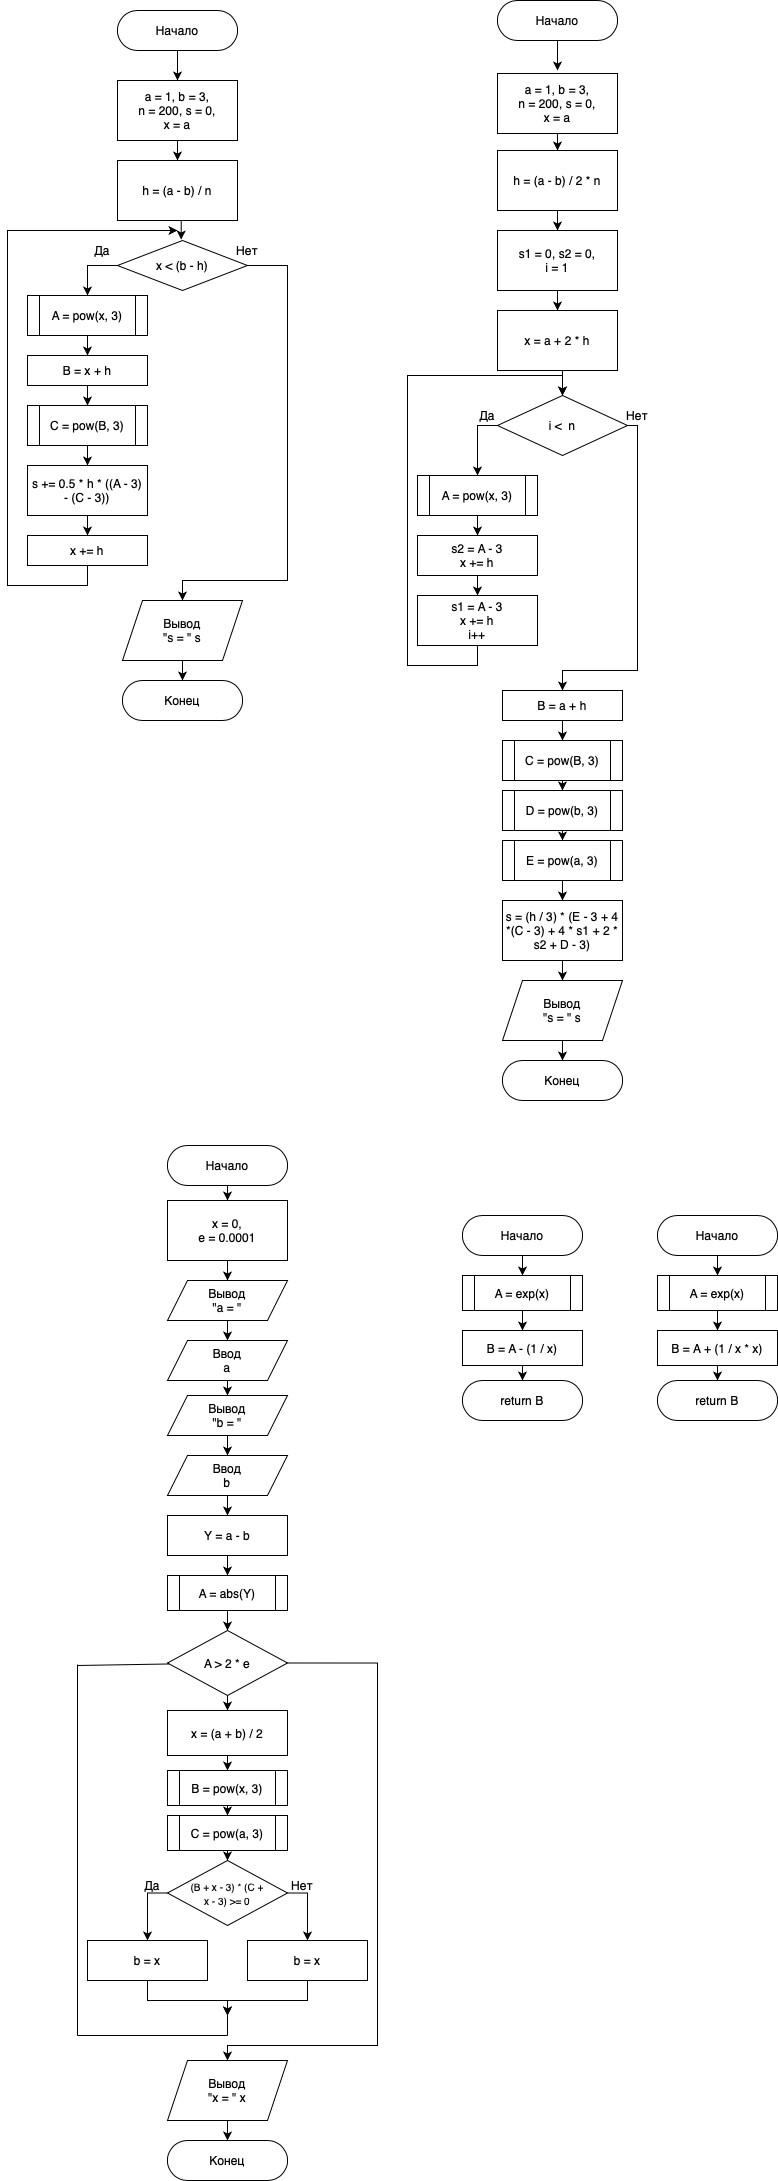 Начало
a = 1, b = 3,
n = 200, s = 0,
x = a
h = (a - b) / n
x < (b - h)
Да
Нет
A = pow(x, 3)
B = x + h
C = pow(B, 3)
s += 0.5 * h * ((A - 3)
- (C - 3))
x += h
Вывод
"s = " s
Конец
Начало
a = 1, b = 3,
n = 200, s = 0,
x = a
h = (a - b) / 2 * n
s1 = 0, s2 = 0,
i = 1
x = a + 2 * h
i < n
Да
Нет
A = pow(x, 3)
s2 = A - 3
x += h
s1 = A - 3
x += h
i++
B = a + h
C = pow(B, 3)
D = pow(b, 3)
E = pow(a, 3)
s = (h / 3) * (E - 3 + 4
*(C - 3) + 4 * s1 + 2 *
s2 + D - 3)
Вывод
"s = " s
Конец
Начало
x = 0,
e = 0.0001
Вывод
"a = "
Ввод
a
Вывод
"b = "
Ввод
b
Y = a - b
A = abs(Y)
A > 2 * e
x = (a + b) / 2
B = pow(x, 3)
C = pow(a, 3)
(B + x - 3) * (C +
x - 3) >= 0
Да
Нет
b = x
b = x
Вывод
"x = " x
Конец
Начало
A = exp(x)
B = A - (1 / x)
return B
Начало
A = exp(x)
B = A + (1 / x * x)
return B